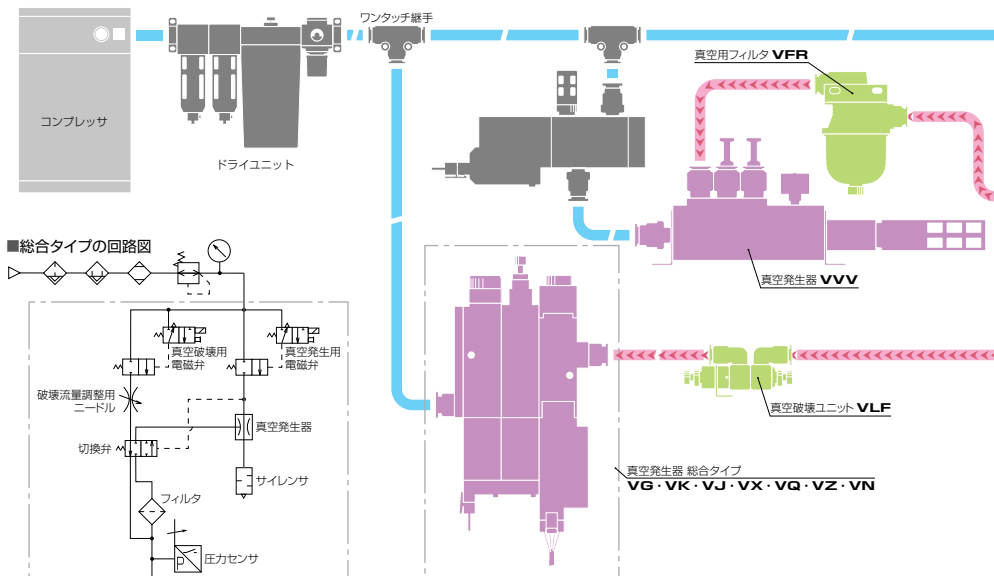 ワンタッチ継手
真空用フィルタ VFR
コンプレッサ
ドライユニット
■総合タイプの回路図
真空発生器 VVV
真空破壊用
電磁弁
真空発生用
電磁弁
破壊流量調整用
ニードル
真空破壊ユニット VLF
真空発生器
切換弁
真空発生器 総合タイプ
VG・VK・VJ・VX・VQ・VZ・VN
サイレンサ
フィルタ
圧力センサ
P